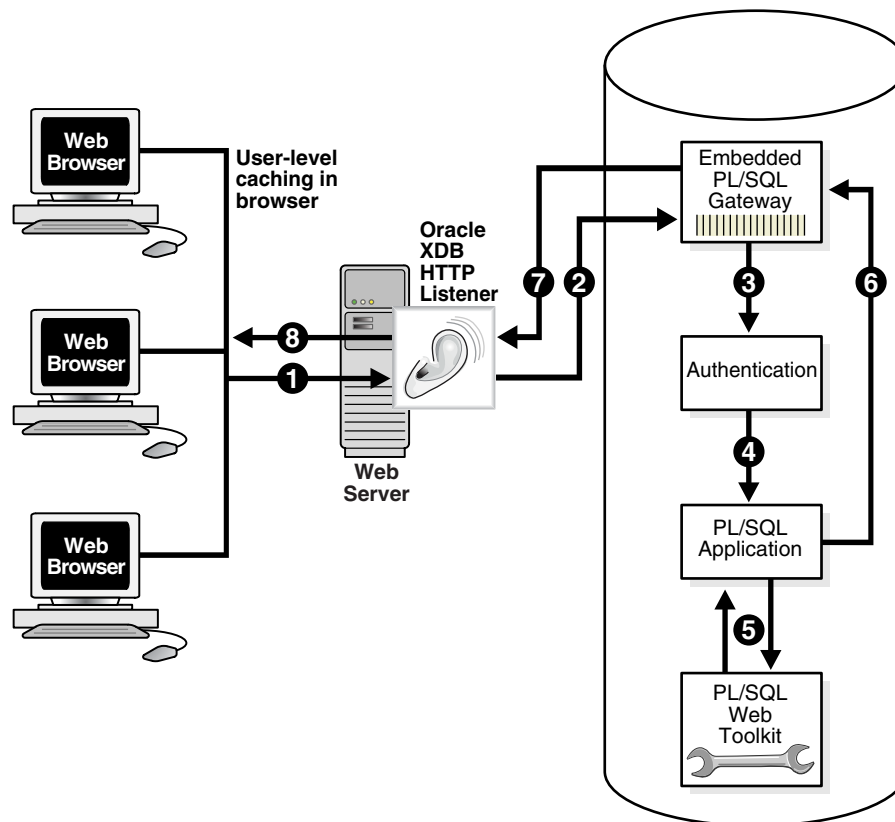 Web
Browser
User-level
caching in
browser
Web
Browser
Web
Browser
Oracle
XDB
HTTP
Listener
Web
Server
8
1
7
2
Embedded
PL/SQL
Gateway
3
6
Authentication
4
PL/SQL
Application
5
PL/SQL
Web
Toolkit